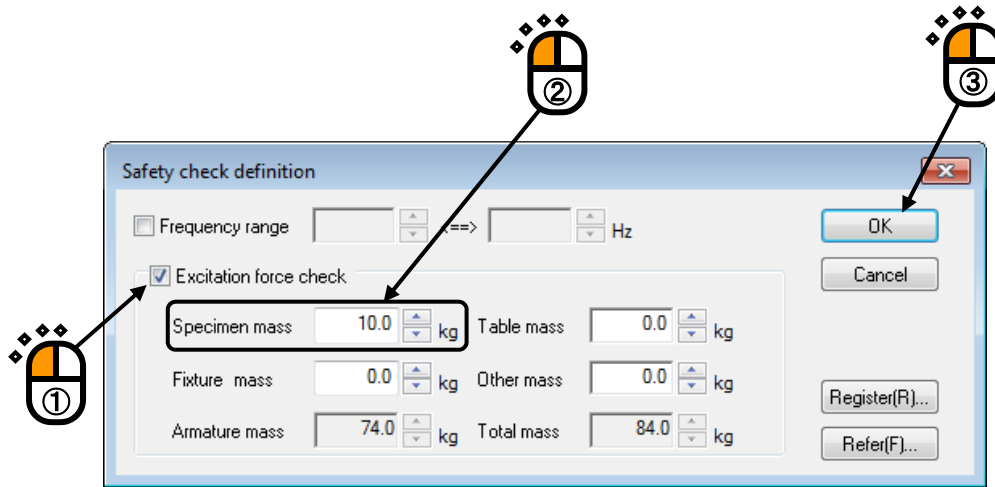 ②
③
Safety check definition
Frequency range <==> Hz
OK
Excitation force check
Cancel
Specimen mass 10.0 kg Table mass 0.0 kg
Fixture mass 0.0 kg Other mass 0.0 kg
①
Register(R)...
Armature mass 74.0 kg Total mass 84.0 kg
Refer(F)...